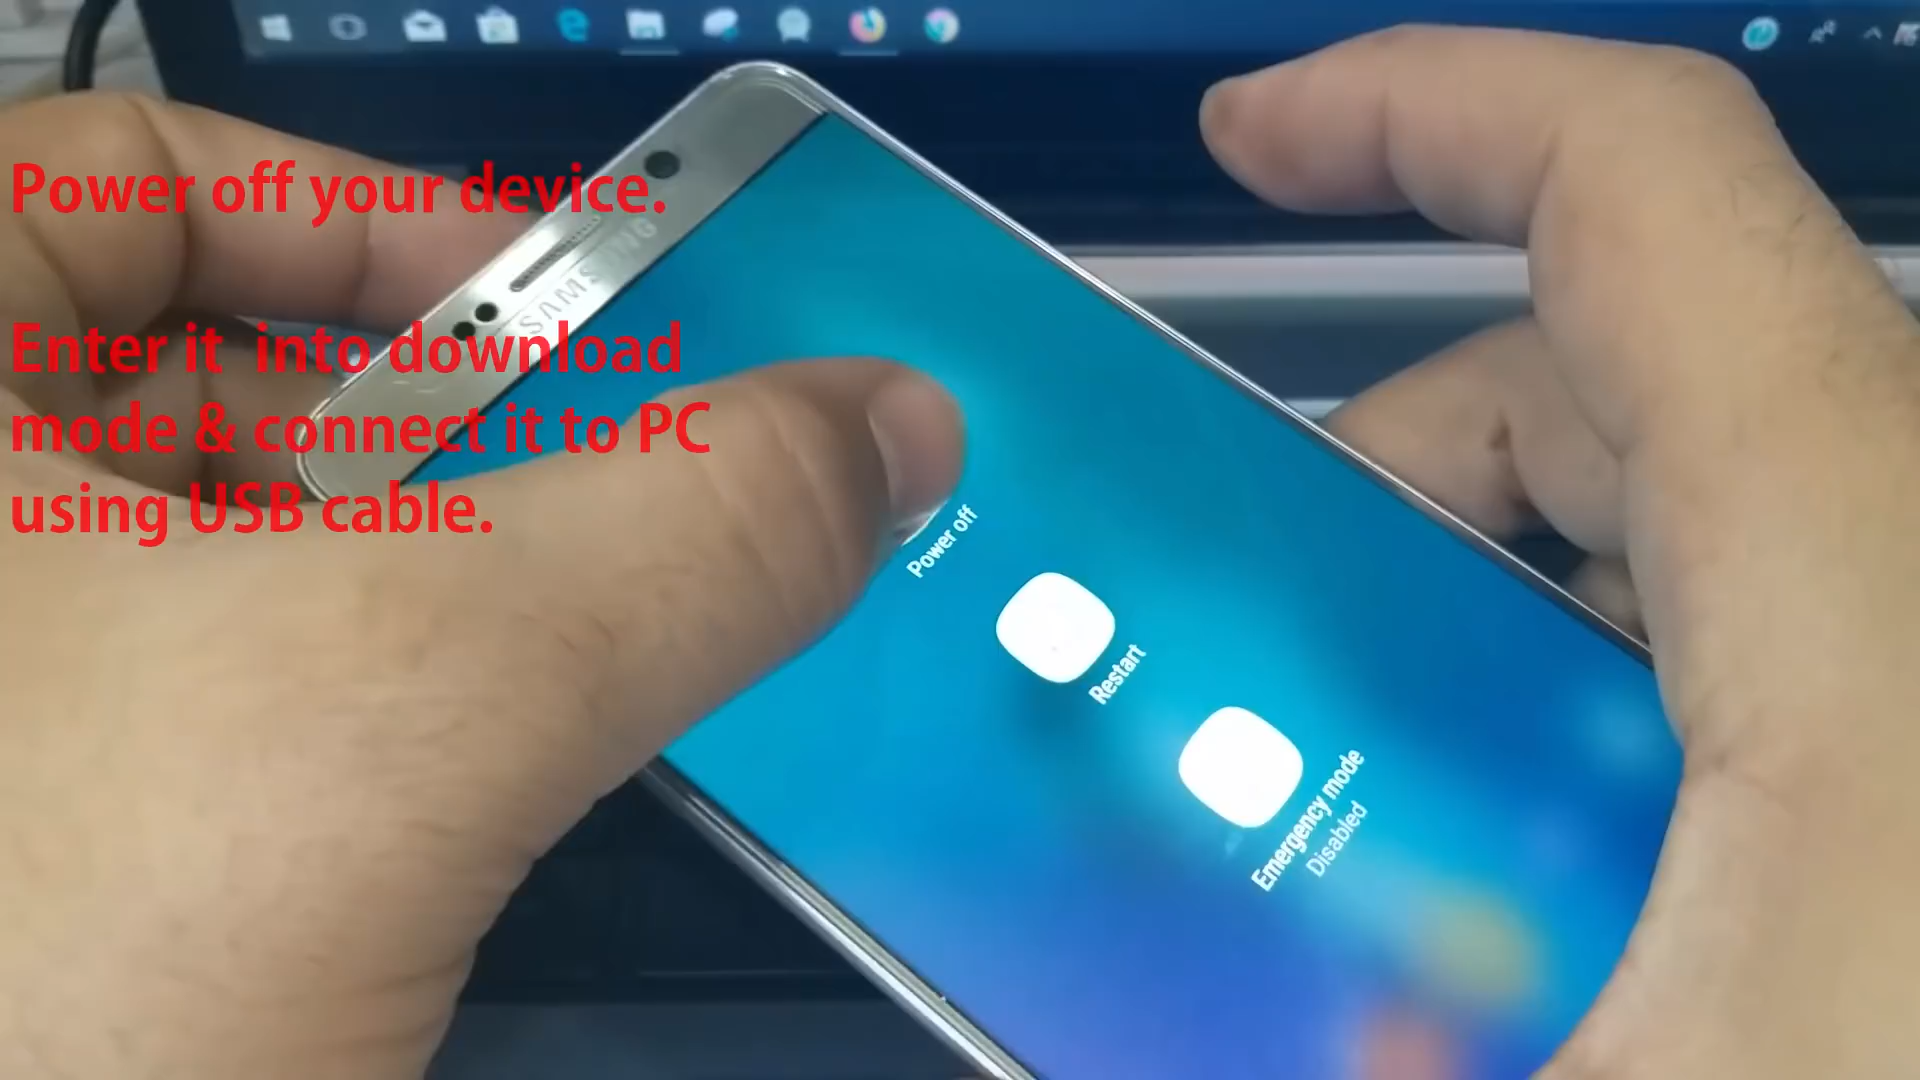 Power off your device.
SAMSUNG
Enter it into download
mode & connect it to PC
using USB cable.
Power off
Restart
Emergency mode
Disabled